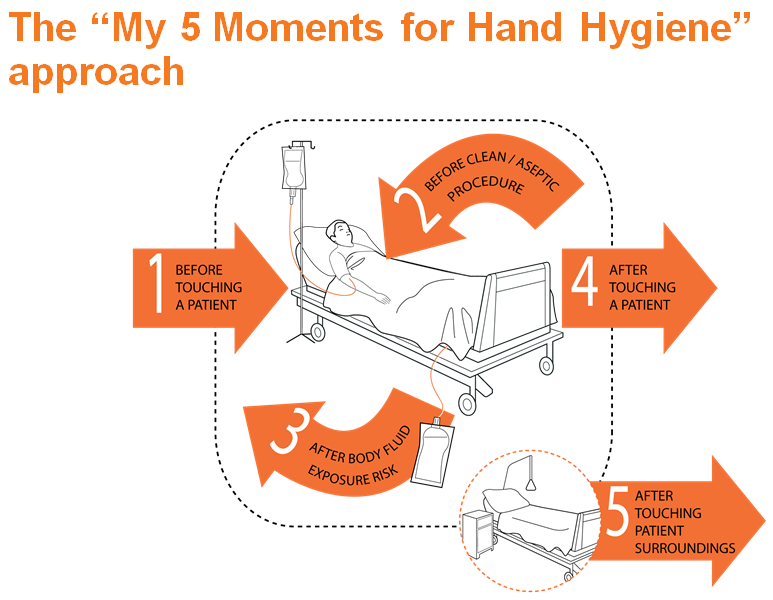 The “My 5 Moments for Hand Hygiene”
approach
1
BEFORE
TOUCHING
A PATIENT
2
BEFORE CLEAN / ASEPTIC
PROCEDURE
3
AFTER BODY FLUID
EXPOSURE RISK
4
AFTER
TOUCHING
A PATIENT
5
AFTER
TOUCHING
PATIENT
SURROUNDINGS